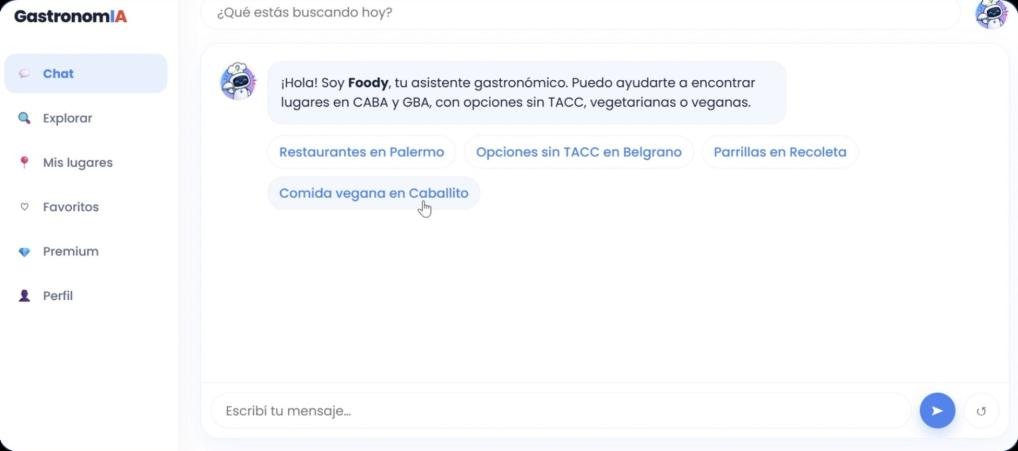 GastronomIA
¿Qué estás buscando hoy?
Chat
Explorar
Mis lugares
Favoritos
Premium
Perfil
¡Hola! Soy Foody, tu asistente gastronómico. Puedo ayudarte a encontrar
lugares en CABA y GBA, con opciones sin TACC, vegetarianas o veganas.
Restaurantes en Palermo
Opciones sin TACC en Belgrano
Parrillas en Recoleta
Comida vegana en Caballito
Escribí tu mensaje...